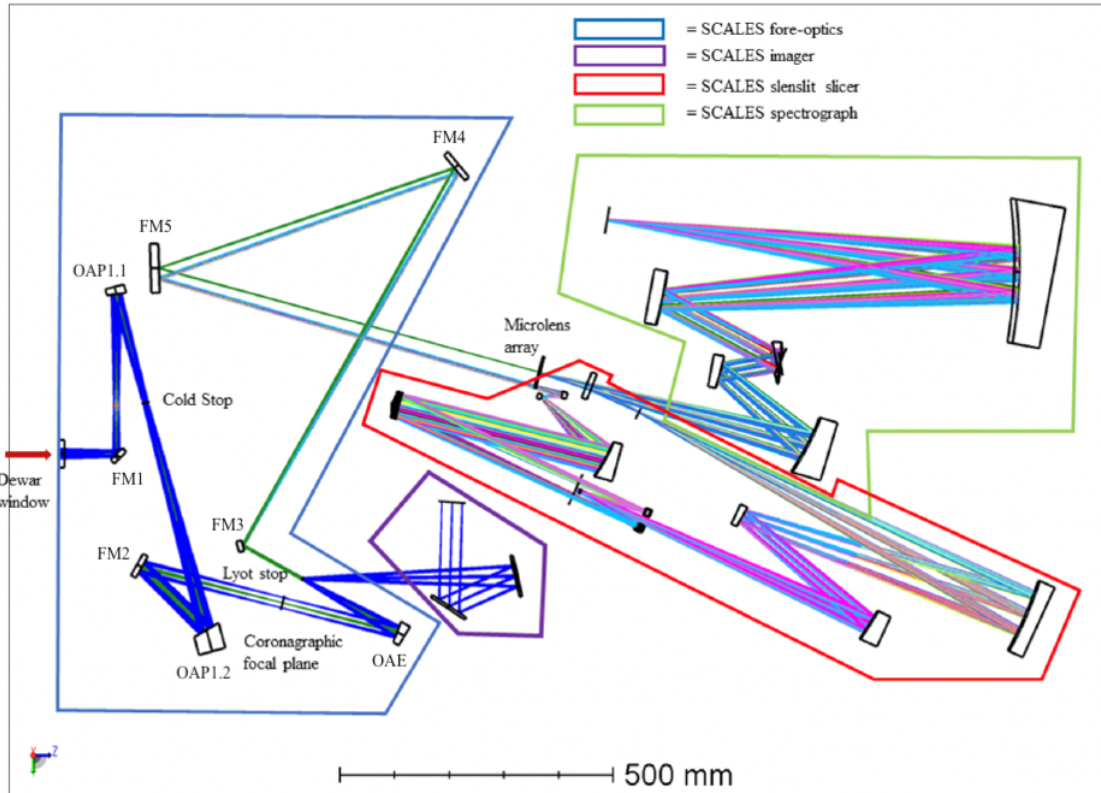 = SCALES fore-optics
= SCALES imager
= SCALES slenslit slicer
= SCALES spectrograph
FM4
FM5
OAP1.1
Microlens
array
Cold Stop
Dewar
window
FM1
FM3
FM2
Lyot stop
Coronagraphic
focal plane
OAE
OAP1.2
X
Z
Y
500 mm